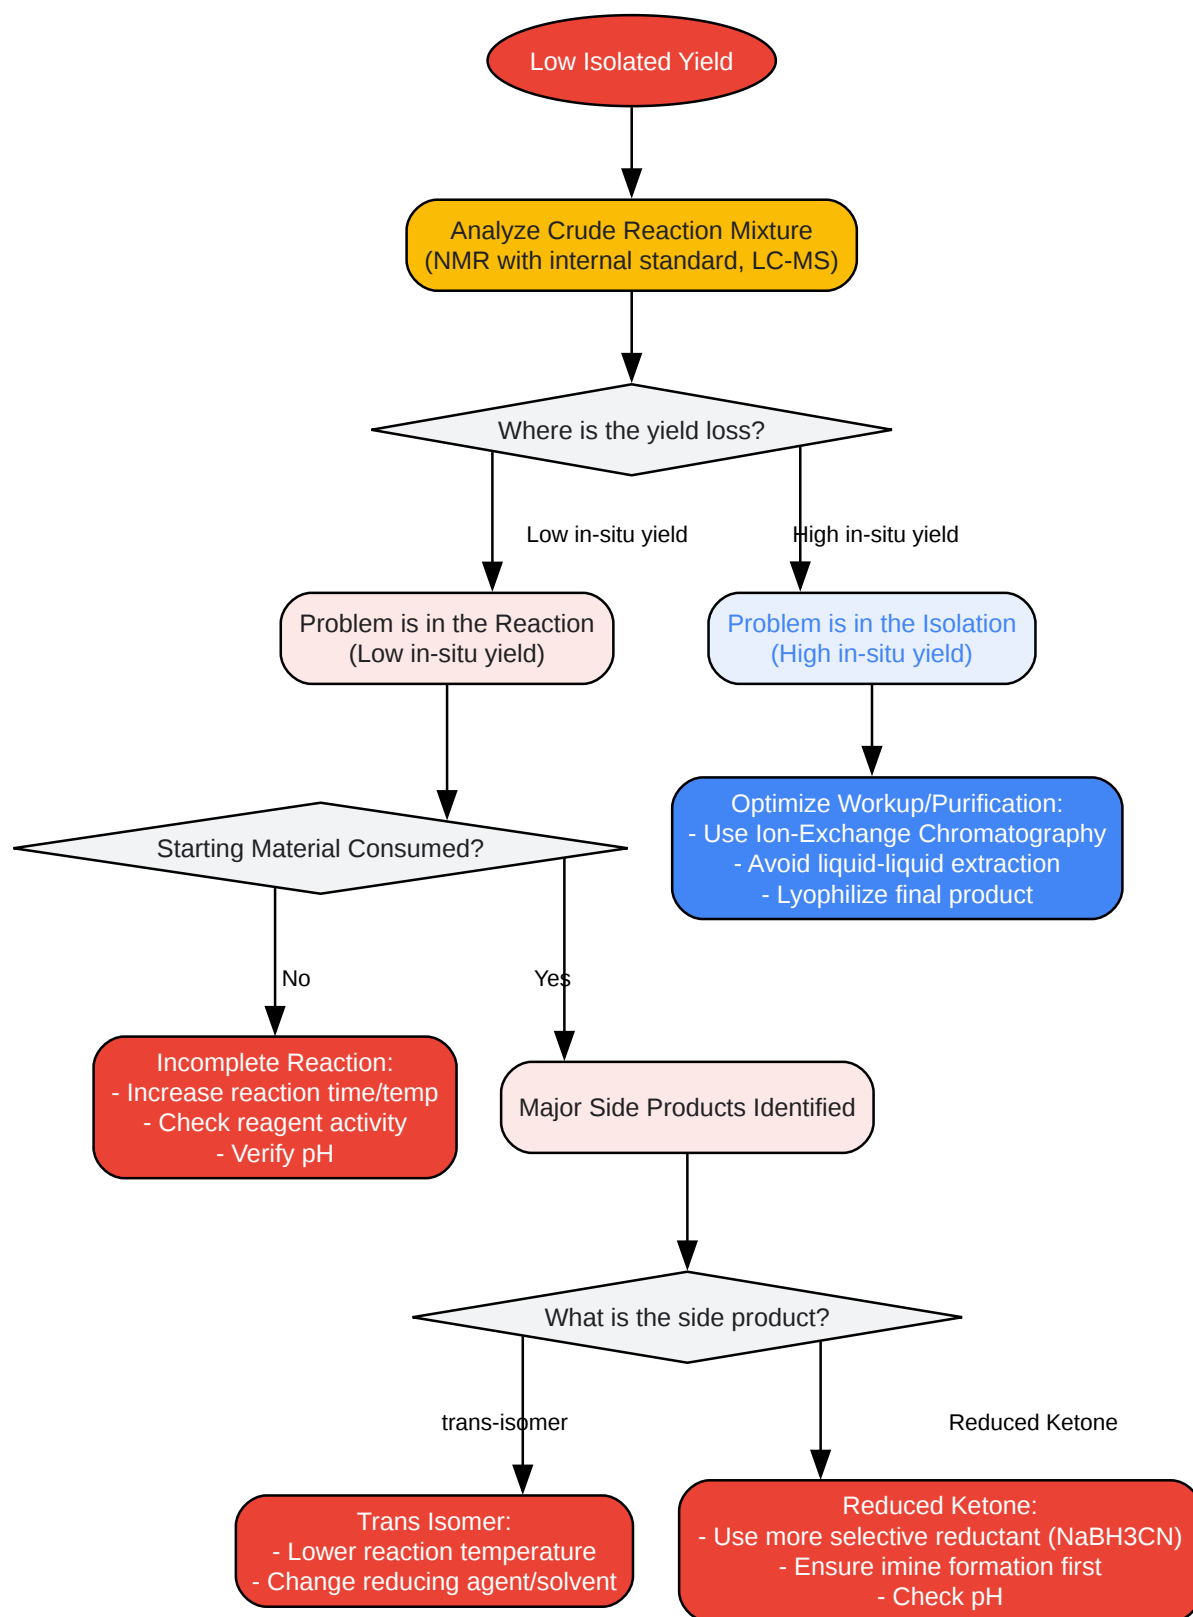 Low Isolated Yield
Analyze Crude Reaction Mixture
(NMR with internal standard, LC-MS)
Where is the yield loss?
Low in-situ yield
High in-situ yield
Problem is in the Reaction
(Low in-situ yield)
Problem is in the Isolation
(High in-situ yield)
Optimize Workup/Purification:
- Use Ion-Exchange Chromatography
- Avoid liquid-liquid extraction
- Lyophilize final product
Starting Material Consumed?
No
Yes
Incomplete Reaction:
- Increase reaction time/temp
- Check reagent activity
- Verify pH
Major Side Products Identified
What is the side product?
trans-isomer
Reduced Ketone
Trans Isomer:
- Lower reaction temperature
- Change reducing agent/solvent
Reduced Ketone:
- Use more selective reductant (NaBH3CN)
- Ensure imine formation first
- Check pH